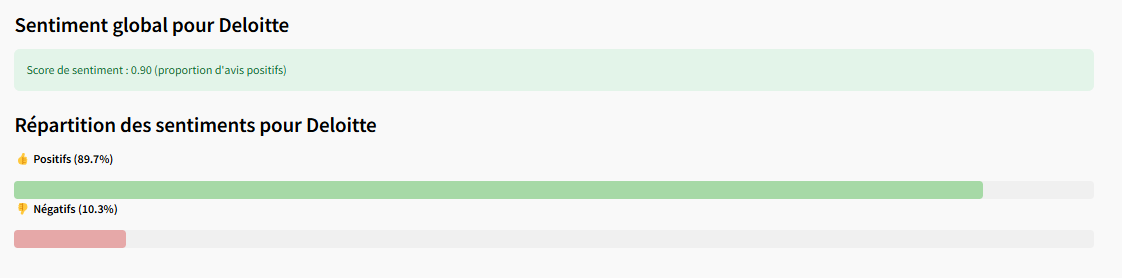 Sentiment global pour Deloitte
Score de sentiment : 0.90 (proportion d'avis positifs)
Répartition des sentiments pour Deloitte
👍 Positifs (89.7%)
👎 Négatifs (10.3%)